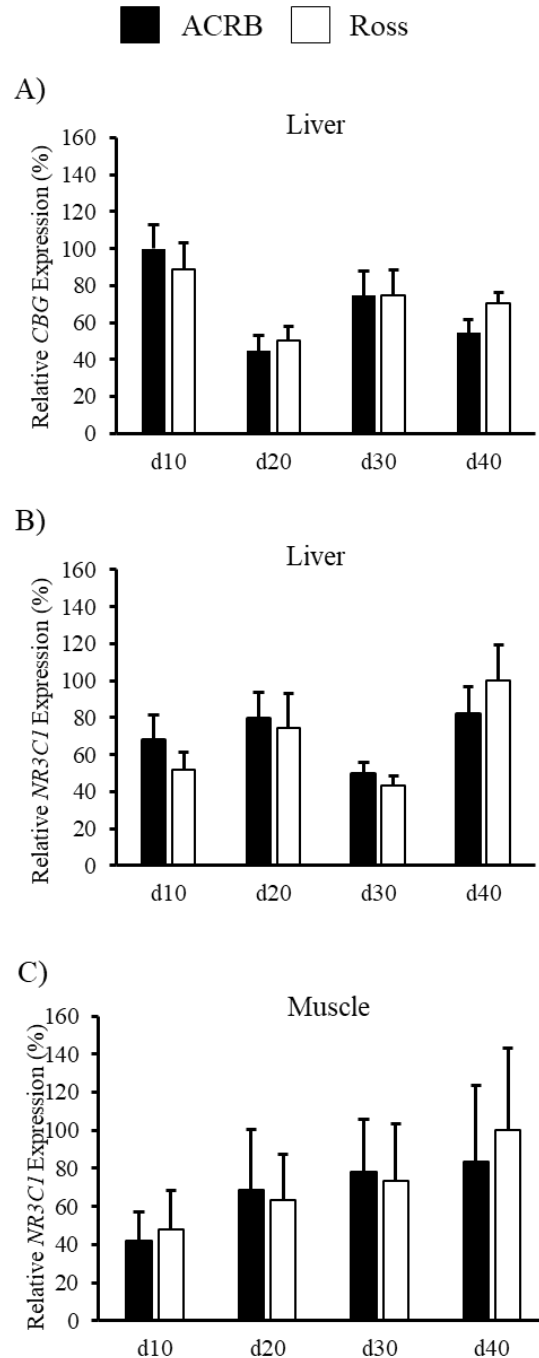 ACRB Ross
A)
Liver
Relative CBG Expression (%)
160
140
120
100
80
60
40
20
0
d10 d20 d30 d40
B)
Liver
Relative NR3C1 Expression (%)
160
140
120
100
80
60
40
20
0
d10 d20 d30 d40
C)
Muscle
Relative NR3C1 Expression (%)
160
140
120
100
80
60
40
20
0
d10 d20 d30 d40